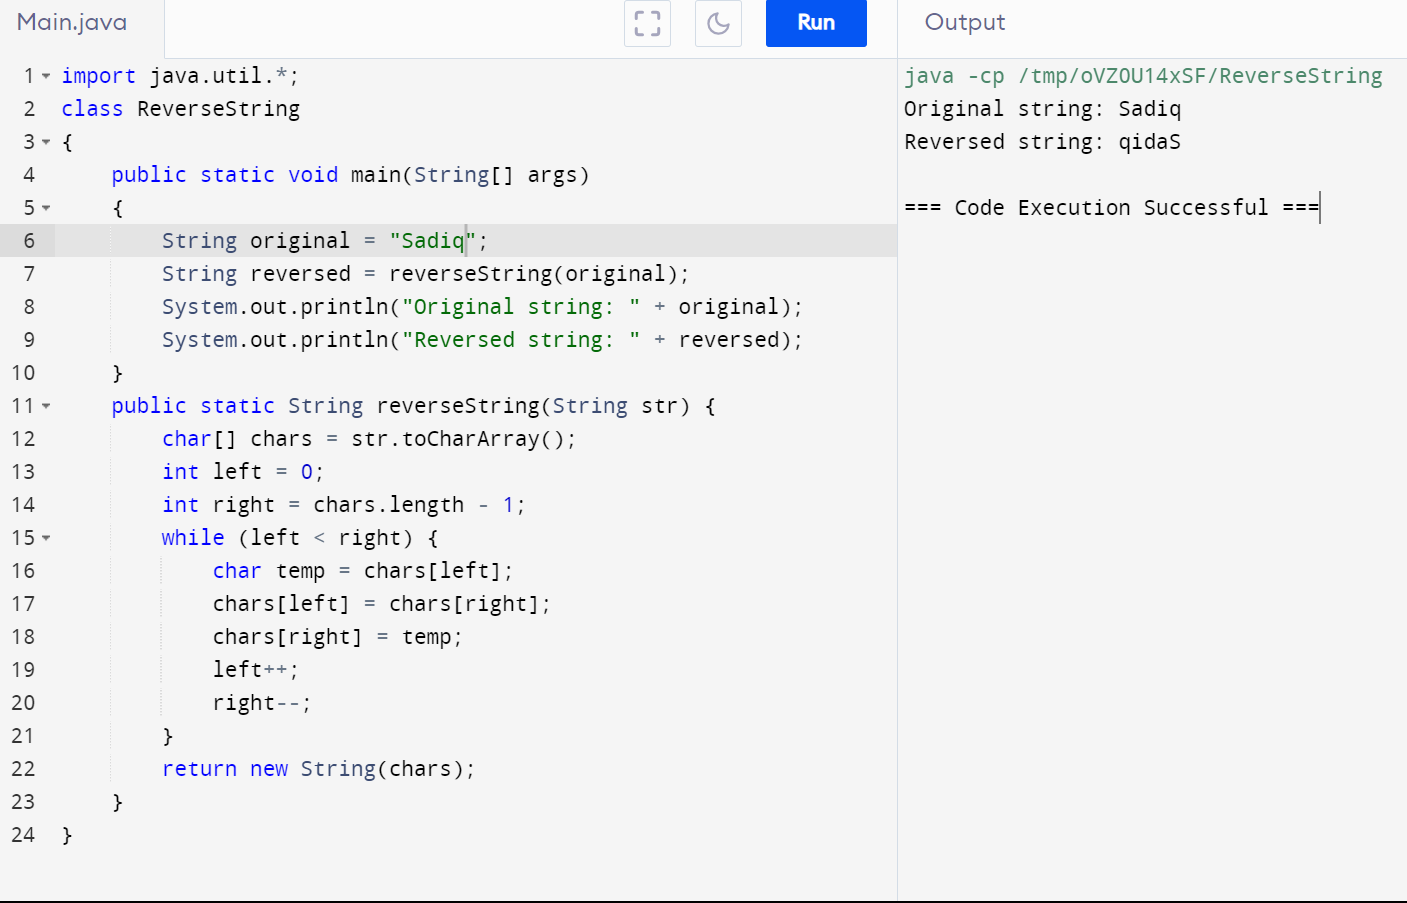 Main.java
Run
Output
1 import java.util.*;
2 class ReverseString
3 {
4     public static void main(String[] args)
5     {
6         String original = "Sadiq";
7         String reversed = reverseString(original);
8         System.out.println("Original string: " + original);
9         System.out.println("Reversed string: " + reversed);
10     }
11     public static String reverseString(String str) {
12         char[] chars = str.toCharArray();
13         int left = 0;
14         int right = chars.length - 1;
15         while (left < right) {
16             char temp = chars[left];
17             chars[left] = chars[right];
18             chars[right] = temp;
19             left++;
20             right--;
21         }
22         return new String(chars);
23     }
24 }
java -cp /tmp/oVZOU14xSF/ReverseString
Original string: Sadiq
Reversed string: qidaS
=== Code Execution Successful ===